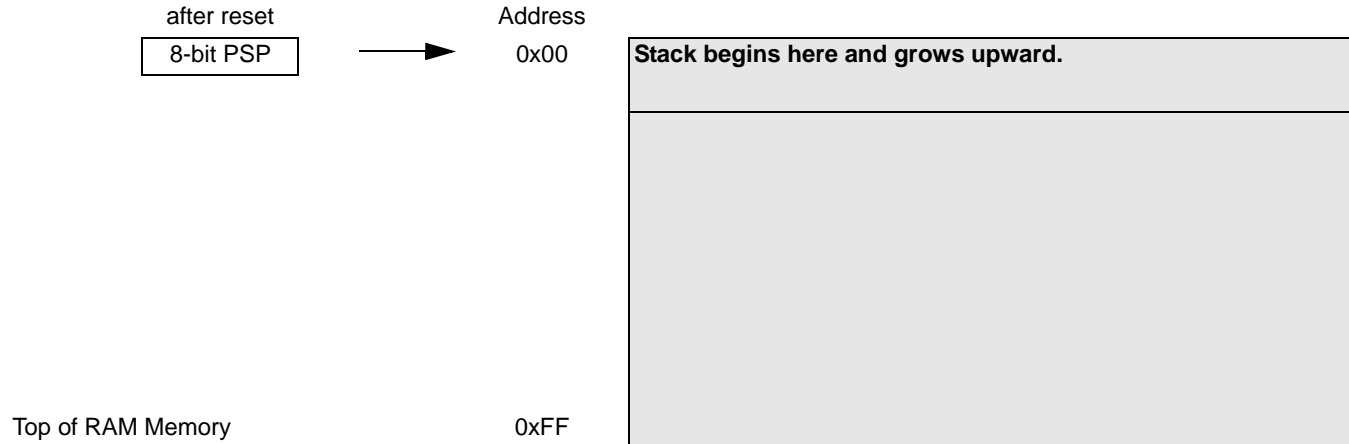 after reset Address
8-bit PSP 0x00 Stack begins here and grows upward.
Top of RAM Memory 0xFF